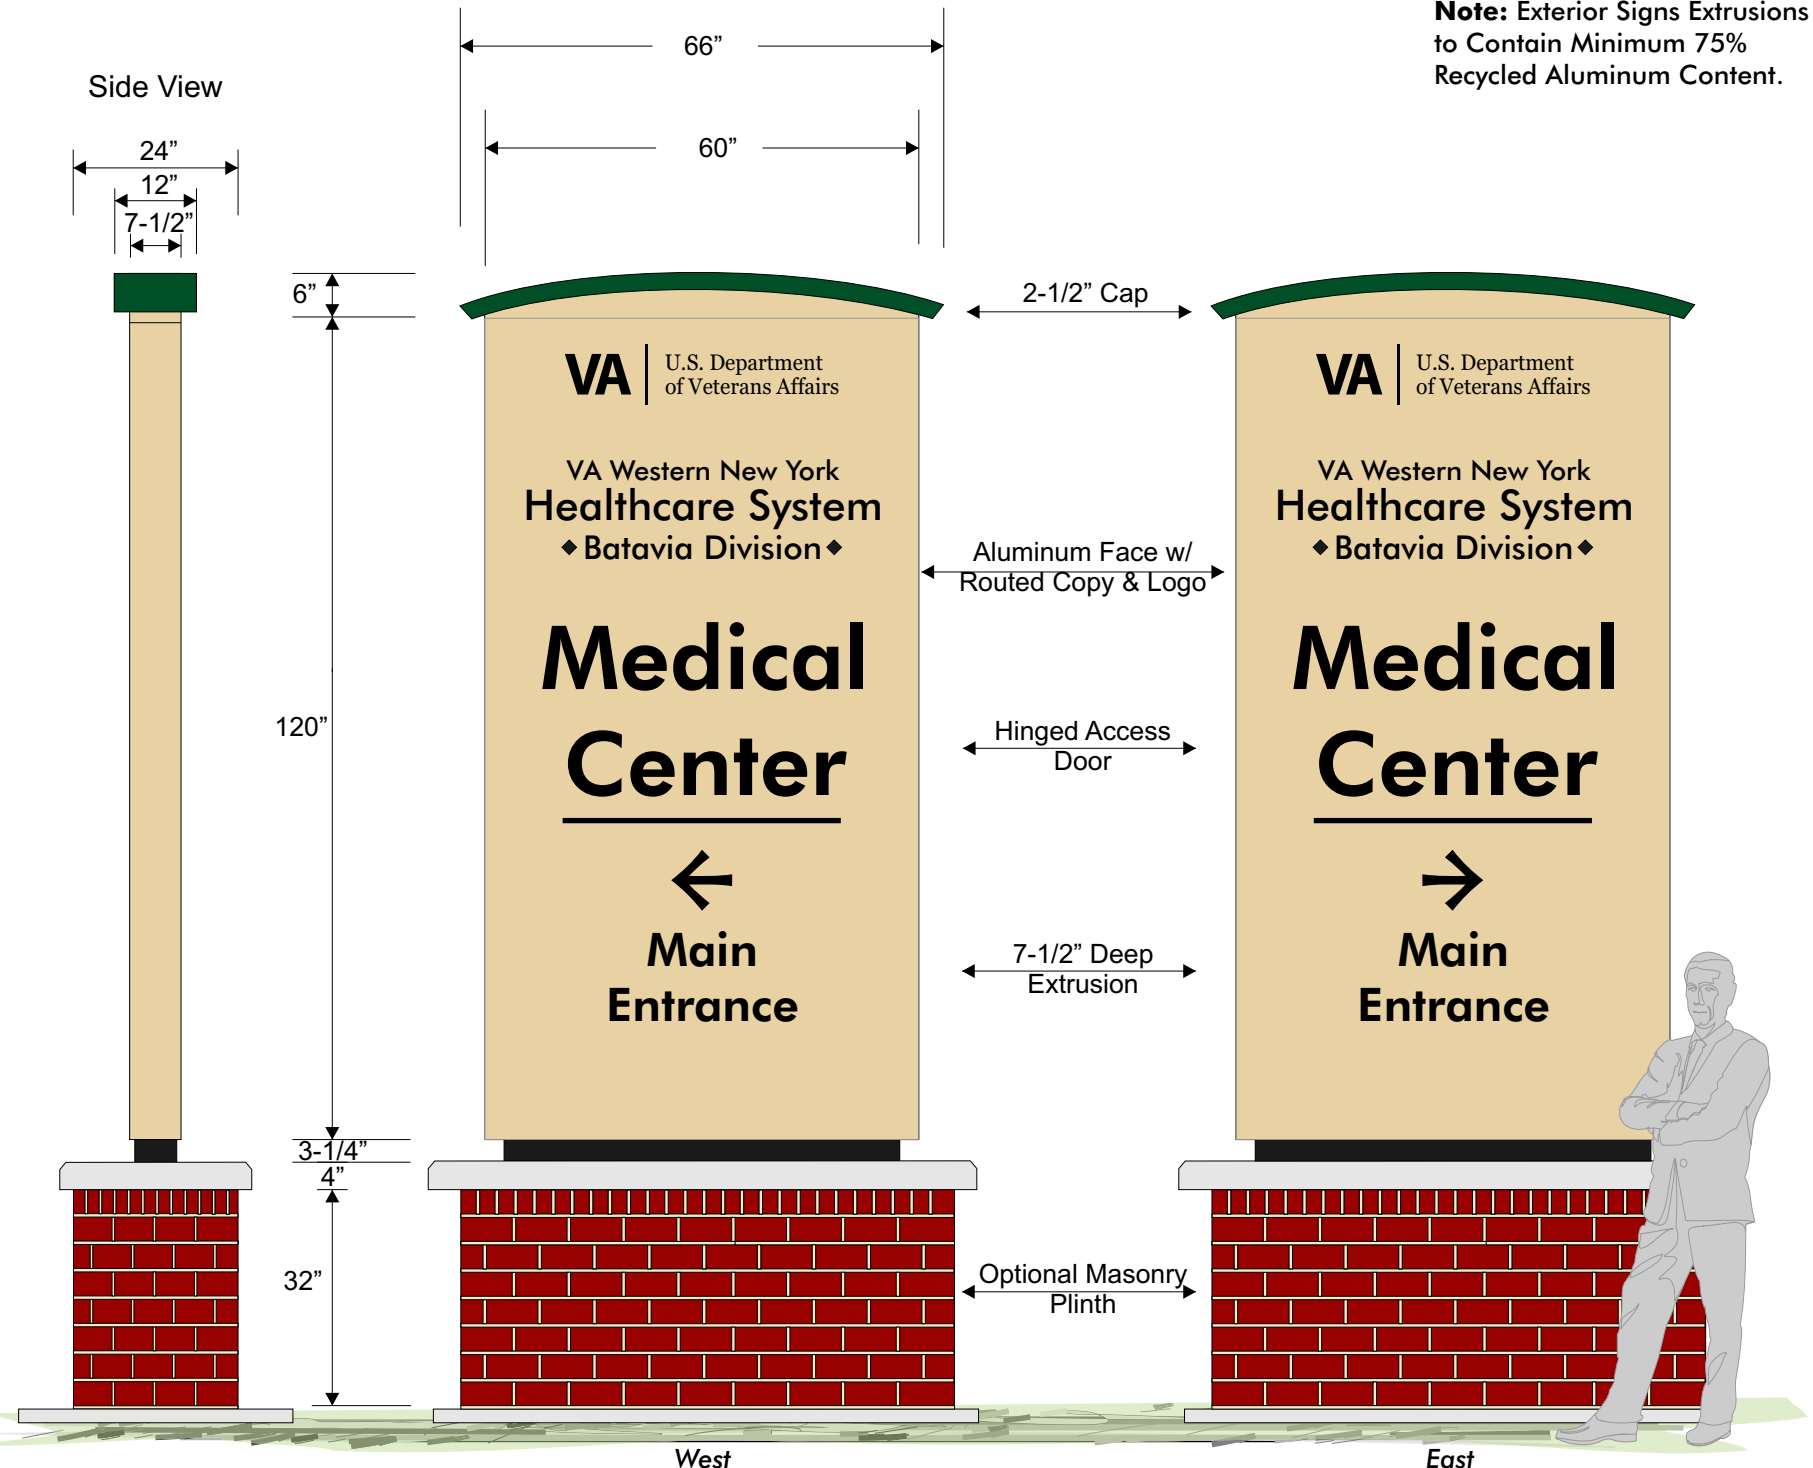 Note: Exterior Signs Extrusions
to Contain Minimum 75%
Recycled Aluminum Content.
66”
Side View
60”
24”
12”
7-1/2”
6”
2-1/2” Cap
VA
U.S. Department
of Veterans Affairs
VA Western New York
Healthcare System
Batavia Division
Medical
Center
Main
Entrance
VA
U.S. Department
of Veterans Affairs
VA Western New York
Healthcare System
Batavia Division
Medical
Center
Main
Entrance
Aluminum Face w/
Routed Copy & Logo
Hinged Access
Door
7-1/2” Deep
Extrusion
120”
3-1/4”
4”
32”
Optional Masonry
Plinth
West
East